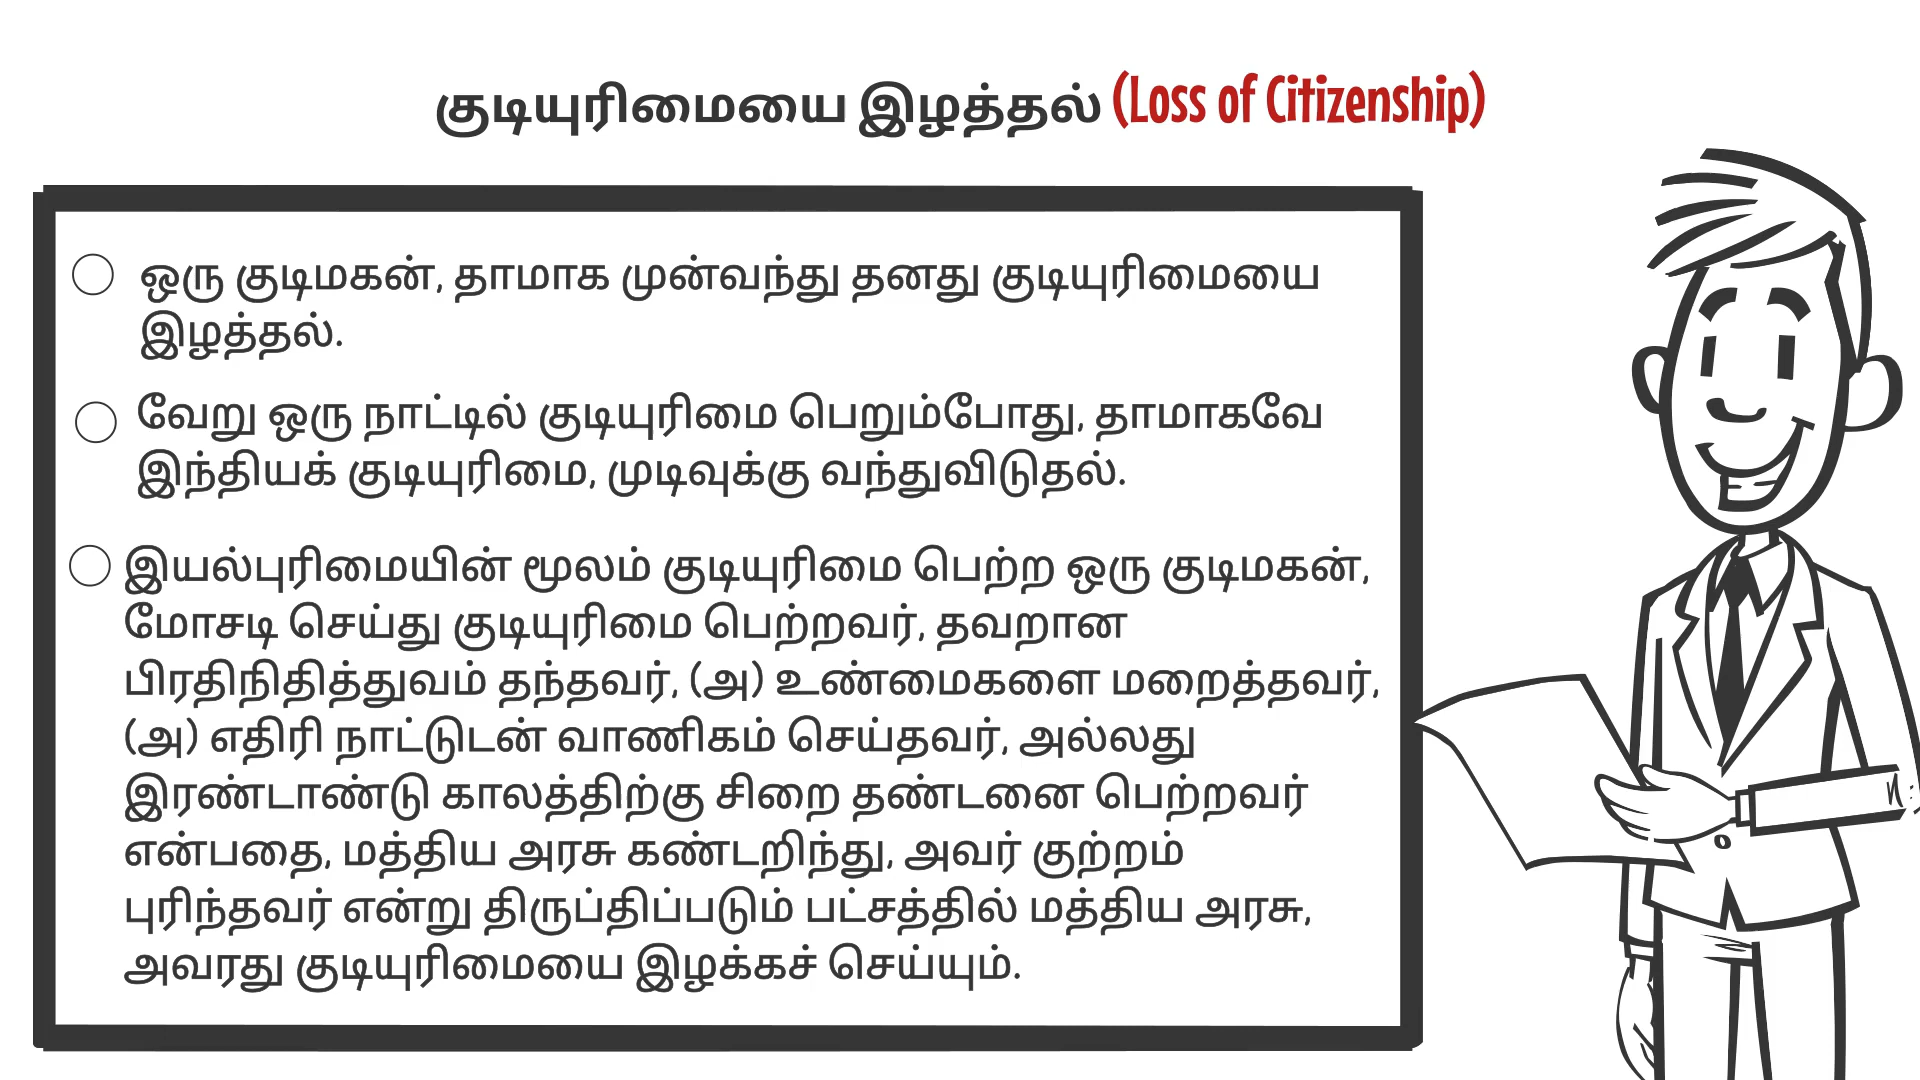 குடியுரிமையை இழத்தல் (Loss of Citizenship)
ஒரு குடிமகன், தாமாக முன்வந்து தனது குடியுரிமையை
இழத்தல்.
வேறு ஒரு நாட்டில் குடியுரிமை பெறும்போது, தாமாகவே
இந்தியக் குடியுரிமை, முடிவுக்கு வந்துவிடுதல்.
இயல்புரிமையின் மூலம் குடியுரிமை பெற்ற ஒரு குடிமகன்,
மோசடி செய்து குடியுரிமை பெற்றவர், தவறான
பிரதிநிதித்துவம் தந்தவர், (அ) உண்மைகளை மறைத்தவர்,
(அ) எதிரி நாட்டுடன் வாணிகம் செய்தவர், அல்லது
இரண்டாண்டு காலத்திற்கு சிறை தண்டனை பெற்றவர்
என்பதை, மத்திய அரசு கண்டறிந்து, அவர் குற்றம்
புரிந்தவர் என்று திருப்திப்படும் பட்சத்தில் மத்திய அரசு,
அவரது குடியுரிமையை இழக்கச் செய்யும்.